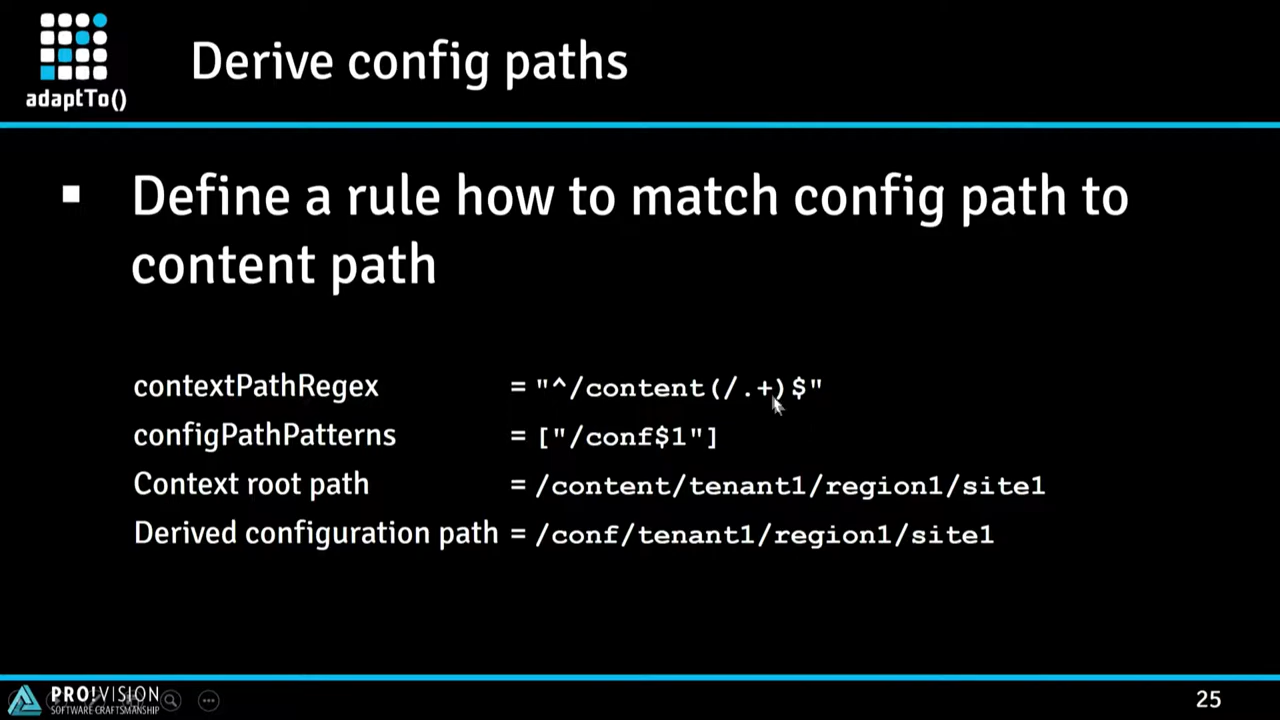 adaptTo()
Derive config paths
Define a rule how to match config path to
content path
contextPathRegex = "^/content(/.+)$"
configPathPatterns = ["/conf$1"]
Context root path = /content/tenant1/region1/site1
Derived configuration path = /conf/tenant1/region1/site1
PRO!VISION
SOFTWARE CRAFTSMANSHIP
25